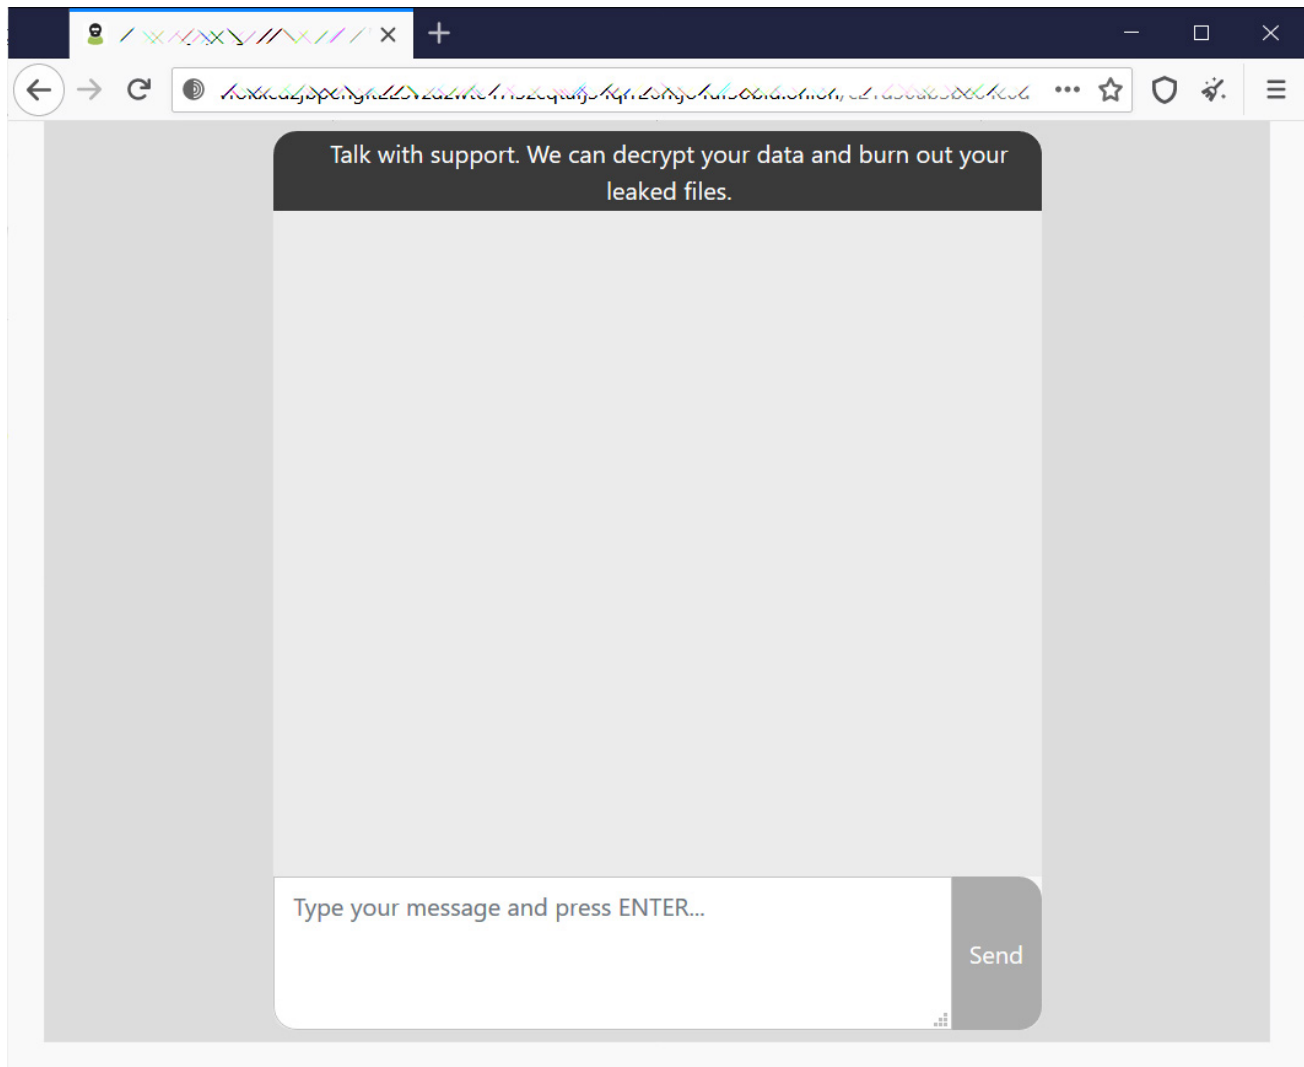 Talk with support. We can decrypt your data and burn out your
leaked files.
Type your message and press ENTER...
Send